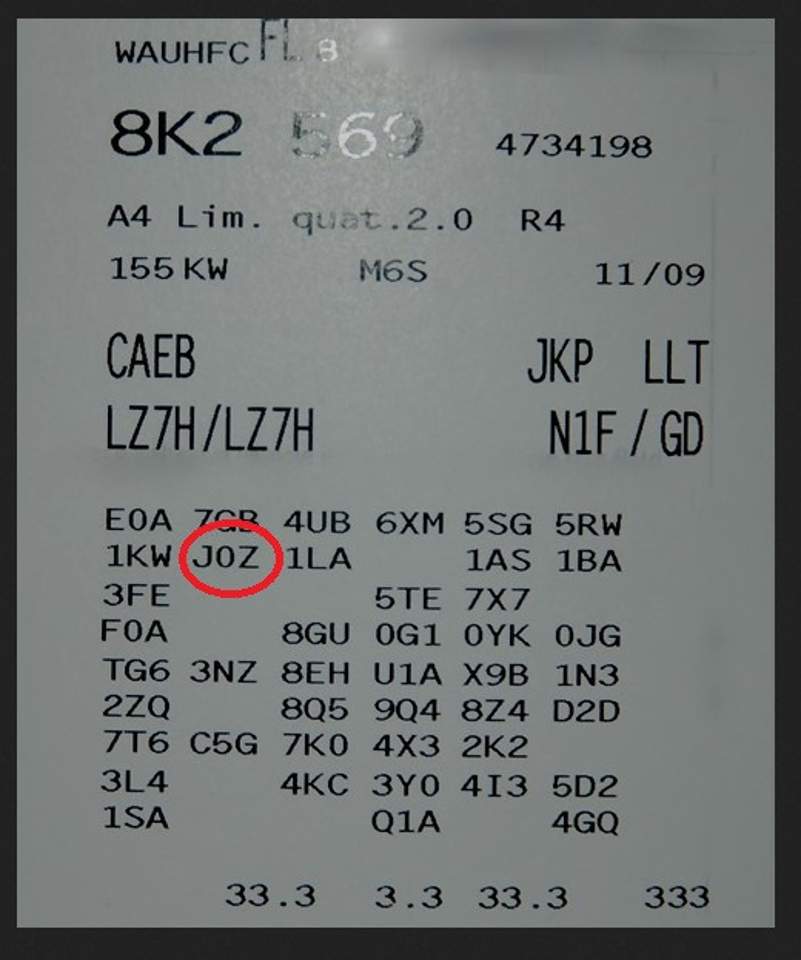 WAUHFC FL 8
8K2 569 4734198
A4 Lim. quat.2.0 R4
155 KW M6S 11/09
CAEB JKP LLT
LZ7H/LZ7H N1F / GD
E0A 7GB 4UB 6XM 5SG 5RW
1KW J0Z 1LA 1AS 1BA
3FE 5TE 7X7
F0A 8GU 0G1 0YK 0JG
TG6 3NZ 8EH U1A X9B 1N3
2ZQ 8Q5 9Q4 8Z4 D2D
7T6 C5G 7K0 4X3 2K2
3L4 4KC 3Y0 4I3 5D2
1SA Q1A 4GQ
33.3 3.3 33.3 333